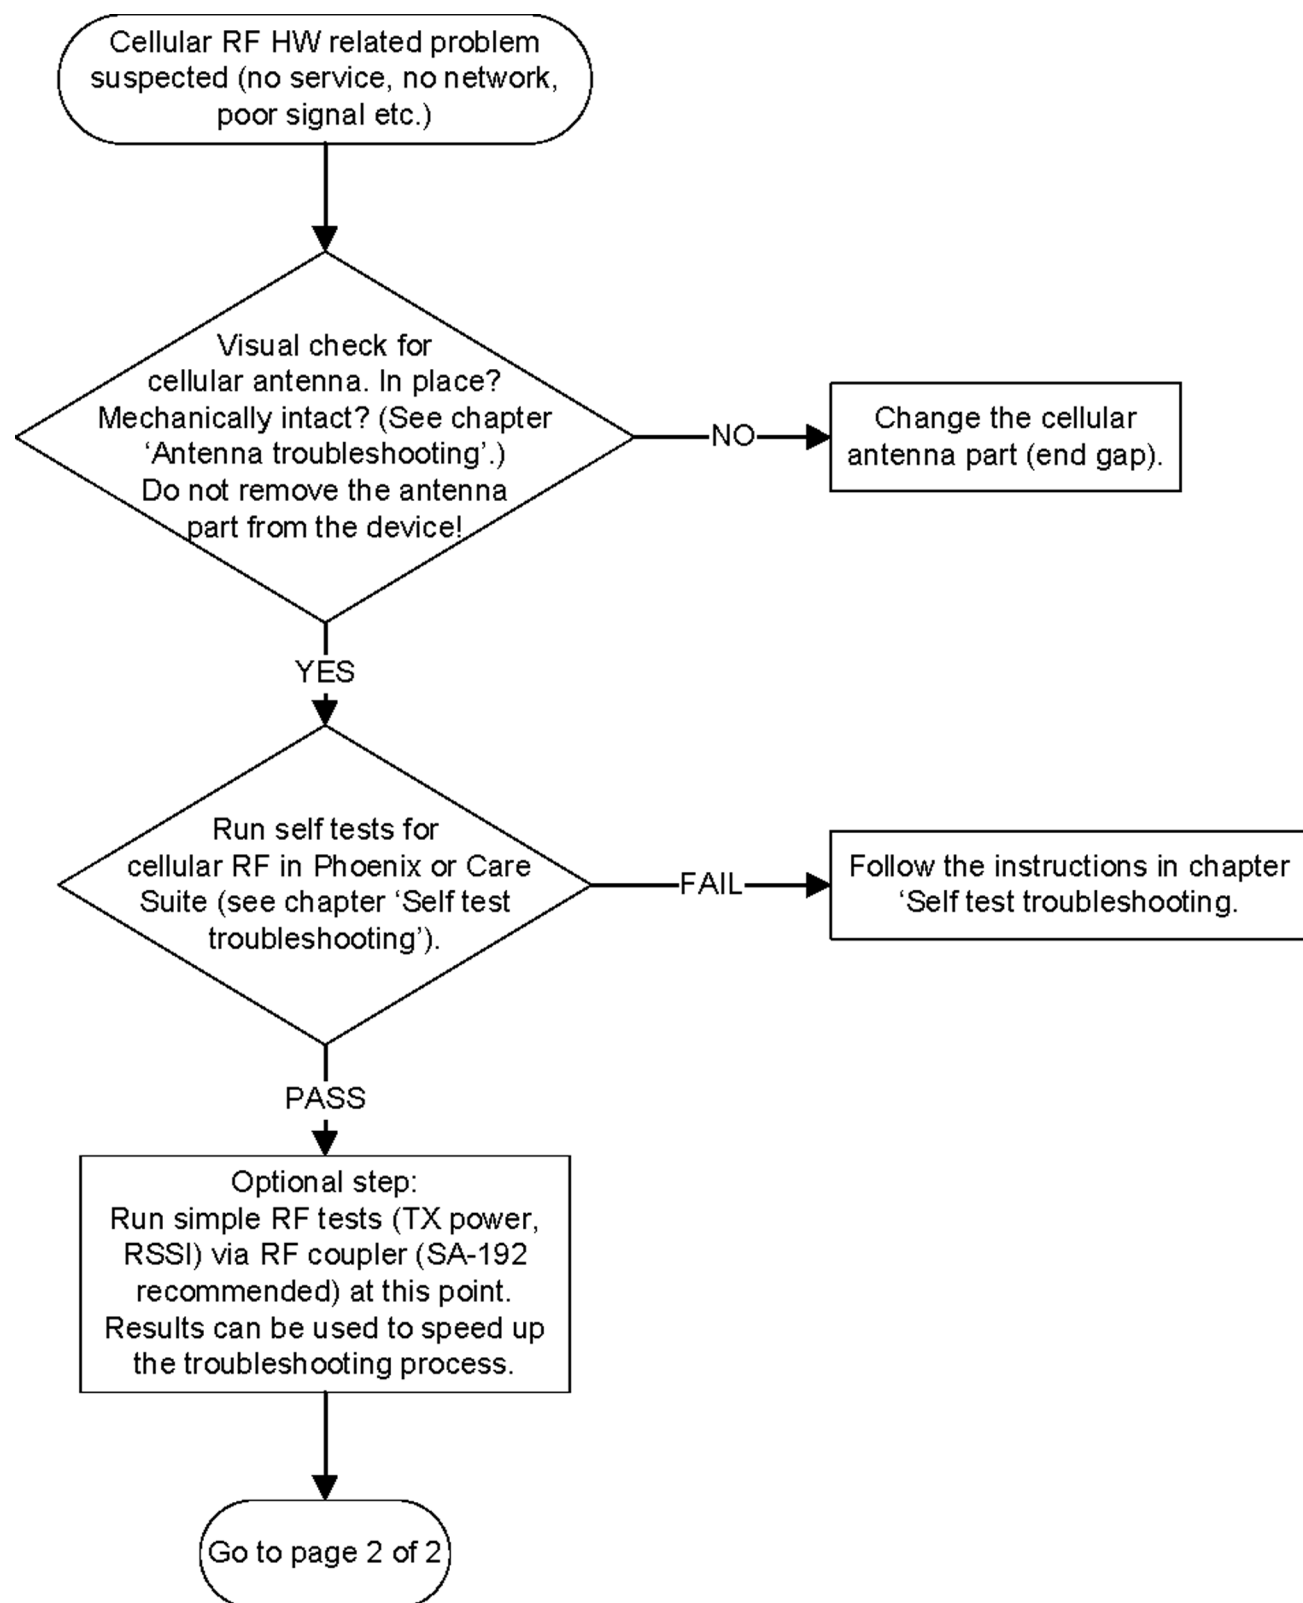 Cellular RF HW related problem
suspected (no service, no network,
poor signal etc.)
Visual check for
cellular antenna. In place?
Mechanically intact? (See chapter
‘Antenna troubleshooting’.)
Do not remove the antenna
part from the device!
NO
Change the cellular
antenna part (end gap).
YES
Run self tests for
cellular RF in Phoenix or Care
Suite (see chapter ‘Self test
troubleshooting’).
FAIL
Follow the instructions in chapter
‘Self test troubleshooting.
PASS
Optional step:
Run simple RF tests (TX power,
RSSI) via RF coupler (SA-192
recommended) at this point.
Results can be used to speed up
the troubleshooting process.
Go to page 2 of 2